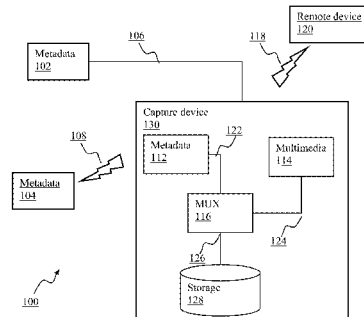 Remote device
120
106
118
Metadata
102
Capture device
130
122
Metadata
112
Multimedia
114
108
MUX
116
Metadata
104
124
126
Storage
128
100